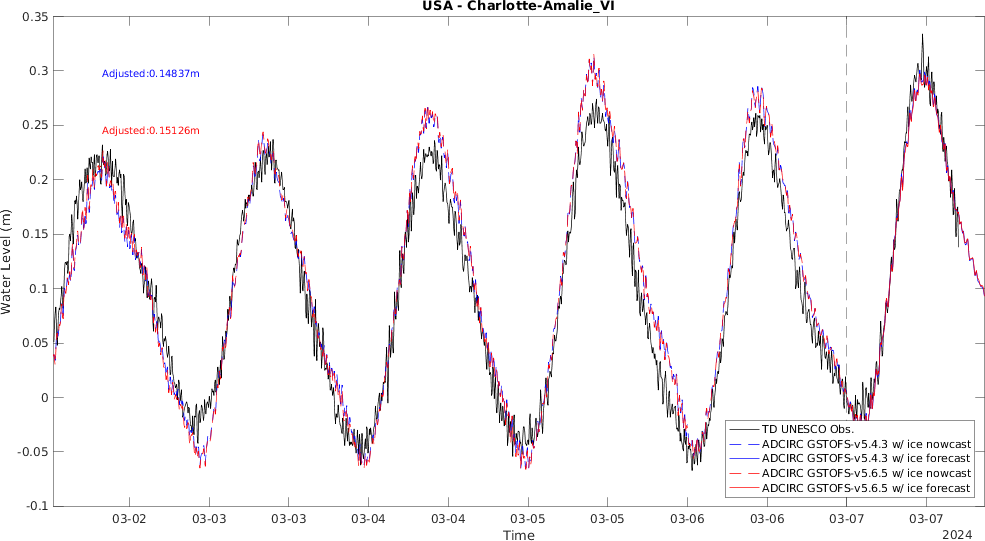 USA - Charlotte-Amalie_VI
0.35
0.3
0.25
0.2
0.15
0.1
0.05
0
-0.05
-0.1
Water Level (m)
Adjusted:0.14837m
Adjusted:0.15126m
TD UNESCO Obs.
ADCIRC GSTOFS-v5.4.3 w/ ice nowcast
ADCIRC GSTOFS-v5.4.3 w/ ice forecast
ADCIRC GSTOFS-v5.6.5 w/ ice nowcast
ADCIRC GSTOFS-v5.6.5 w/ ice forecast
03-02 03-03 03-03 03-04 03-04 03-05 03-05 03-06 03-06 03-07 03-07
Time
2024